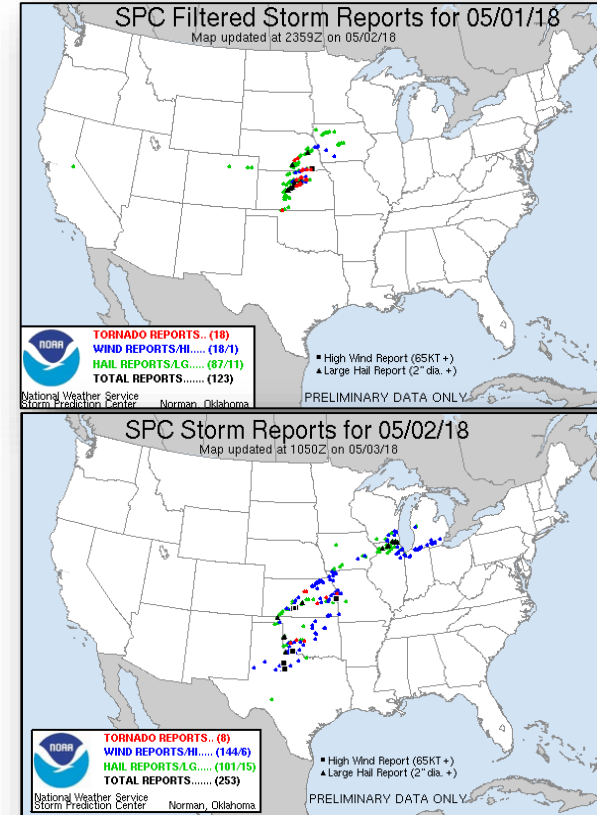 SPC Filtered Storm Reports for 05/01/18
Map updated at 2359Z on 05/02/18
NOAA
TORNADO REPORTS.. (18)
WIND REPORTS/HI..... (18/1)
HAIL REPORTS/LG..... (87/11)
TOTAL REPORTS....... (123)
National Weather Service
Storm Prediction Center Norman, Oklahoma
■ High Wind Report (65KT +)
▲ Large Hail Report (2" dia. +)
PRELIMINARY DATA ONLY
SPC Storm Reports for 05/02/18
Map updated at 1050Z on 05/03/18
NOAA
TORNADO REPORTS.. (8)
WIND REPORTS/HI..... (144/6)
HAIL REPORTS/LG..... (101/15)
TOTAL REPORTS....... (253)
National Weather Service
Storm Prediction Center Norman, Oklahoma
■ High Wind Report (65KT +)
▲ Large Hail Report (2" dia. +)
PRELIMINARY DATA ONLY